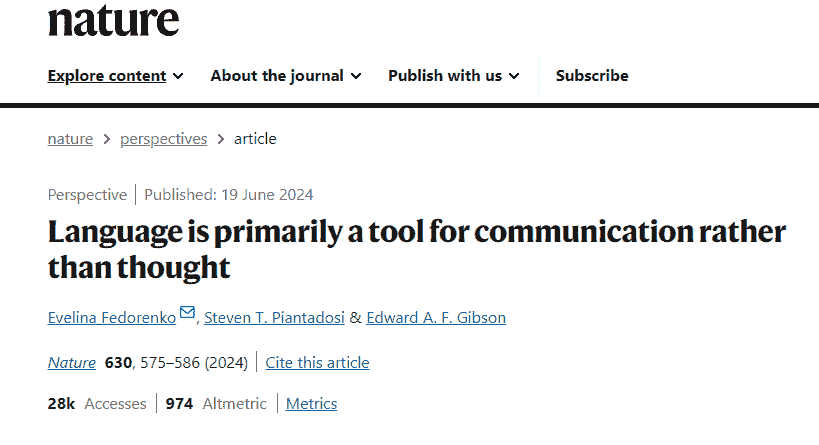 nature
Explore content About the journal Publish with us Subscribe
nature > perspectives > article
Perspective | Published: 19 June 2024
Language is primarily a tool for communication rather
than thought
Evelina Fedorenko, Steven T. Piantadosi & Edward A. F. Gibson
Nature 630, 575–586 (2024) | Cite this article
28k Accesses | 974 Altmetric | Metrics